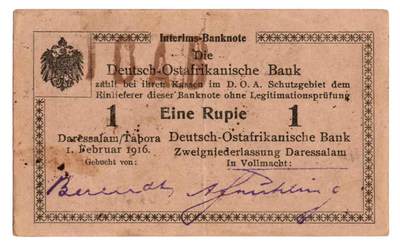 Interims-Banknote
Die
Deutsch-Ostafrikanische Bank
zahlt bei ihren Kassen im D. O. A. Schutzgebiet dem
Einlieferer dieser Banknote ohne Legitimationsprüfung
1 Eine Rupie 1
Daressalam/Tabora
1. Februar 1916.
Gebucht von:
Deutsch-Ostafrikanische Bank
Zweigniederlassung Daressalam
In Vollmacht:
Berendt